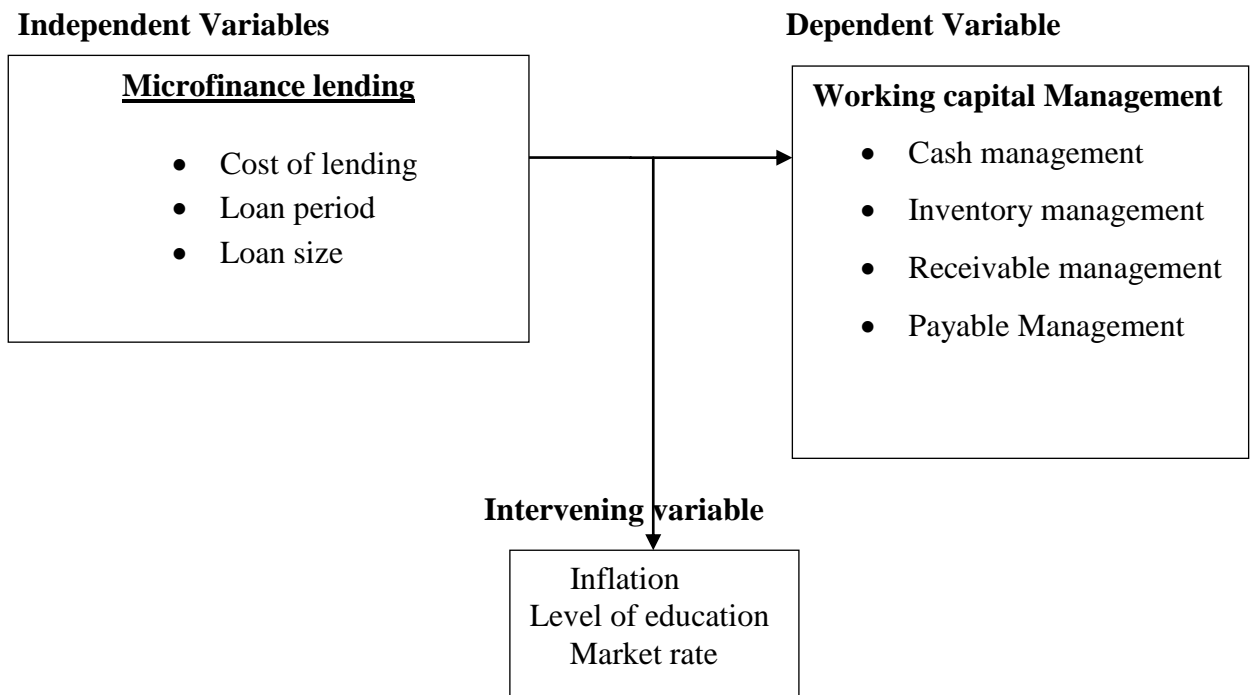 Independent Variables
Dependent Variable
Microfinance lending
• Cost of lending
• Loan period
• Loan size
Working capital Management
• Cash management
• Inventory management
• Receivable management
• Payable Management
Intervening variable
Inflation
Level of education
Market rate